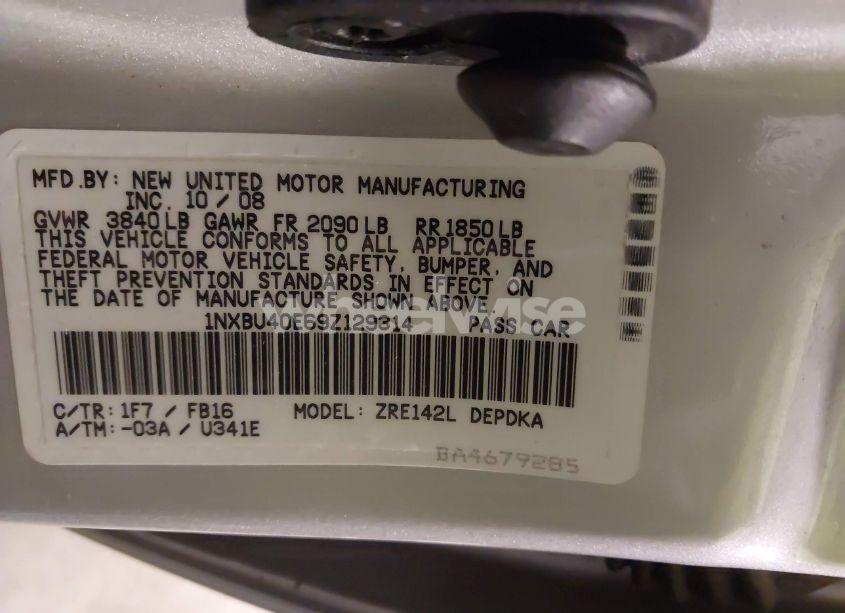 MFD.BY: NEW UNITED MOTOR MANUFACTURING
INC. 10 / 08
GVWR 3840 LB GAWR FR 2090 LB RR 1850 LB
THIS VEHICLE CONFORMS TO ALL APPLICABLE
FEDERAL MOTOR VEHICLE SAFETY, BUMPER, AND
THEFT PREVENTION STANDARDS IN EFFECT ON
THE DATE OF MANUFACTURE SHOWN ABOVE.
1NXBU40E69Z129314 PASS.CAR
C/TR: 1F7 / FB16 MODEL: ZRE142L DEPDKA
A/TM: -03A / U341E
BA4679285